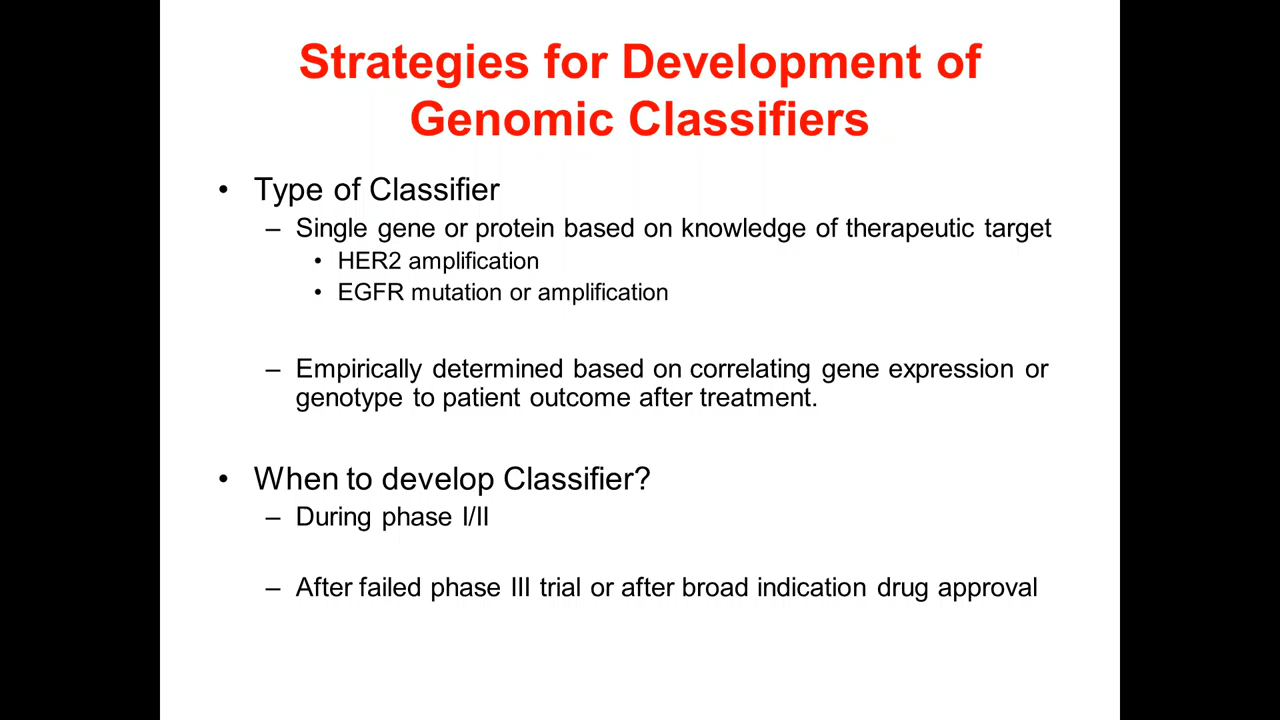 Strategies for Development of
Genomic Classifiers
• Type of Classifier
– Single gene or protein based on knowledge of therapeutic target
• HER2 amplification
• EGFR mutation or amplification
– Empirically determined based on correlating gene expression or
genotype to patient outcome after treatment.
• When to develop Classifier?
– During phase I/II
– After failed phase III trial or after broad indication drug approval